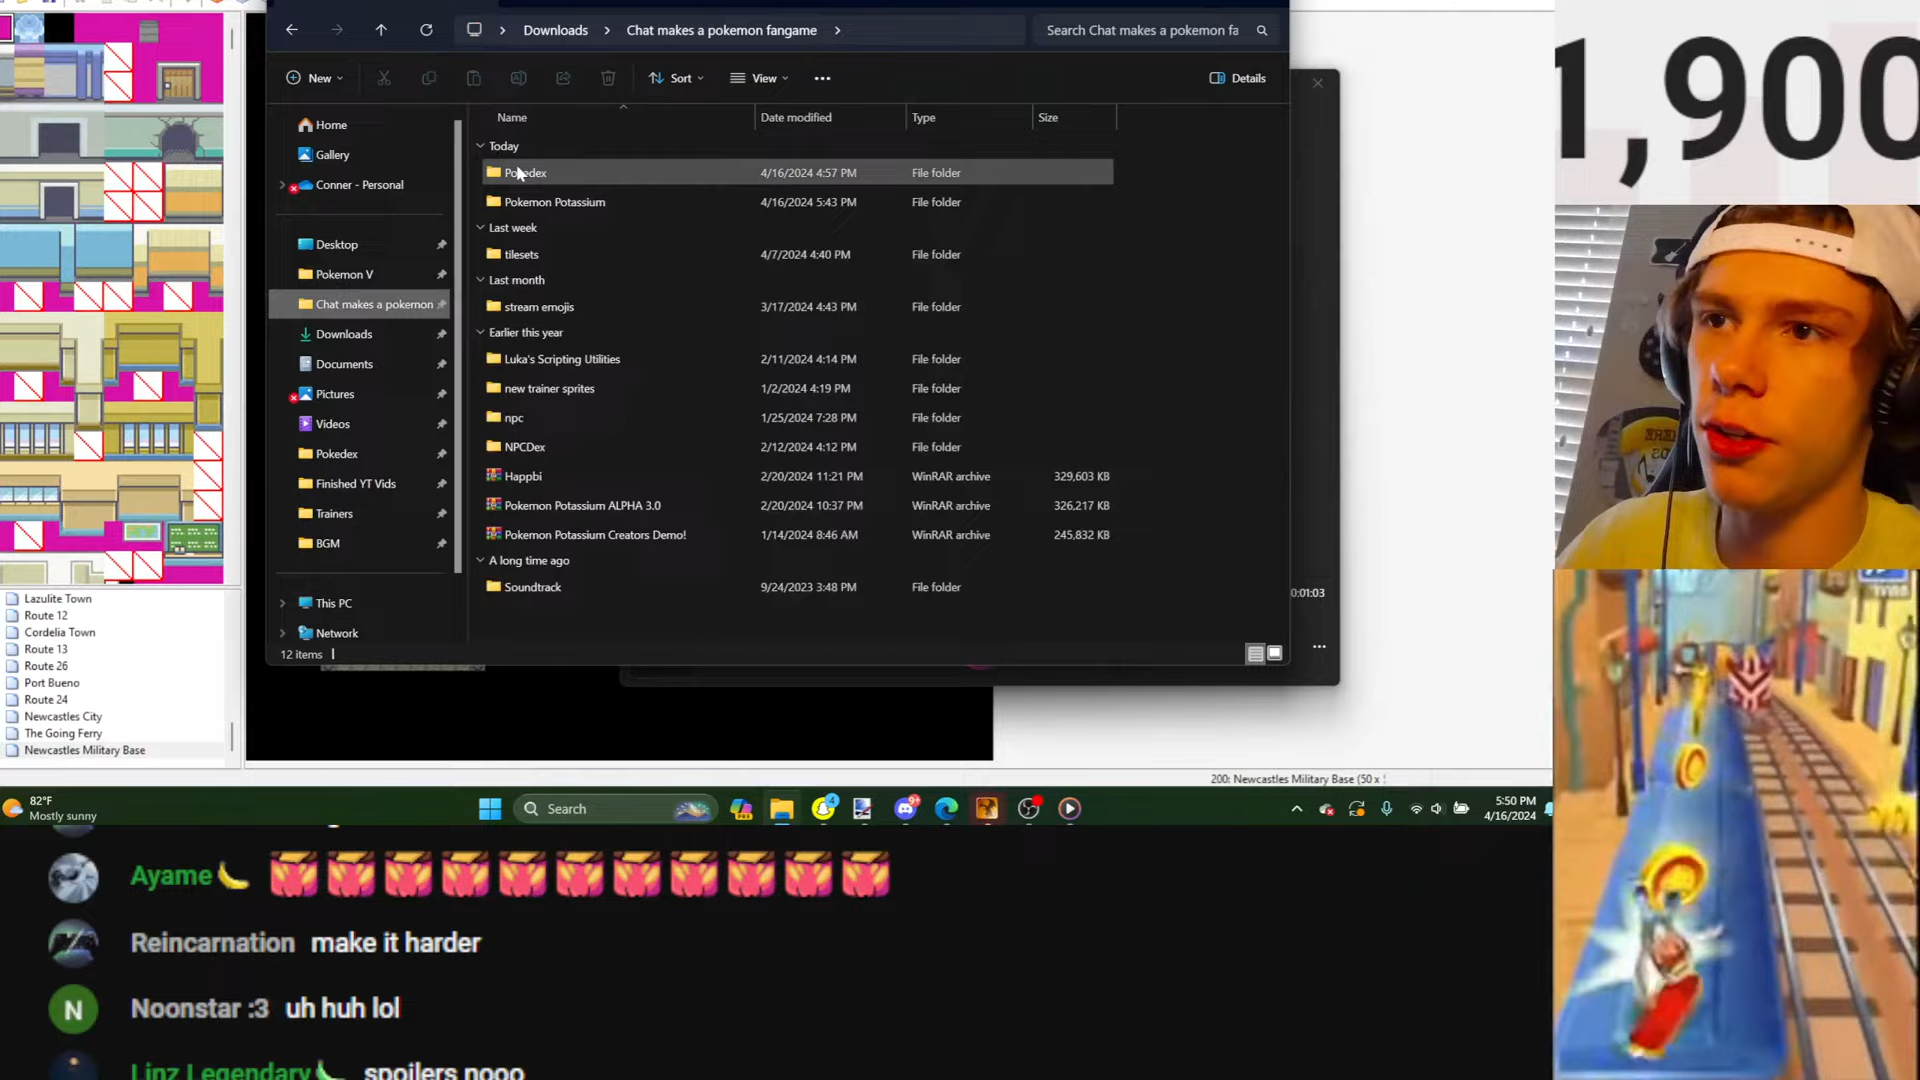 Downloads > Chat makes a pokemon fangame >
Search Chat makes a pokemon fa
New
Sort
View
Details
Home
Gallery
Conner - Personal
Desktop
Pokemon V
Chat makes a pokemon
Downloads
Documents
Pictures
Videos
Pokedex
Finished YT Vids
Trainers
BGM
This PC
Network
12 items
Name Date modified Type Size
Today
Pokedex 4/16/2024 4:57 PM File folder
Pokemon Potassium 4/16/2024 5:43 PM File folder
Last week
tilesets 4/7/2024 4:40 PM File folder
Last month
stream emojis 3/17/2024 4:43 PM File folder
Earlier this year
Luka's Scripting Utilities 2/11/2024 4:14 PM File folder
new trainer sprites 1/2/2024 4:19 PM File folder
npc 1/25/2024 7:28 PM File folder
NPCDex 2/12/2024 4:12 PM File folder
Happbi 2/20/2024 11:21 PM WinRAR archive 329,603 KB
Pokemon Potassium ALPHA 3.0 2/20/2024 10:37 PM WinRAR archive 326,217 KB
Pokemon Potassium Creators Demo! 1/14/2024 8:46 AM WinRAR archive 245,832 KB
A long time ago
Soundtrack 9/24/2023 3:48 PM File folder
0:01:03
1,900
Lazulite Town
Route 12
Cordelia Town
Route 13
Route 26
Port Bueno
Route 24
Newcastles City
The Going Ferry
Newcastles Military Base
200: Newcastles Military Base (50 x
82°F
Mostly sunny
Search
PRE
4
9+
5:50 PM
4/16/2024
Ayame
Reincarnation make it harder
N
Noonstar :3 uh huh lol
Linz Legendary spoilers nooo